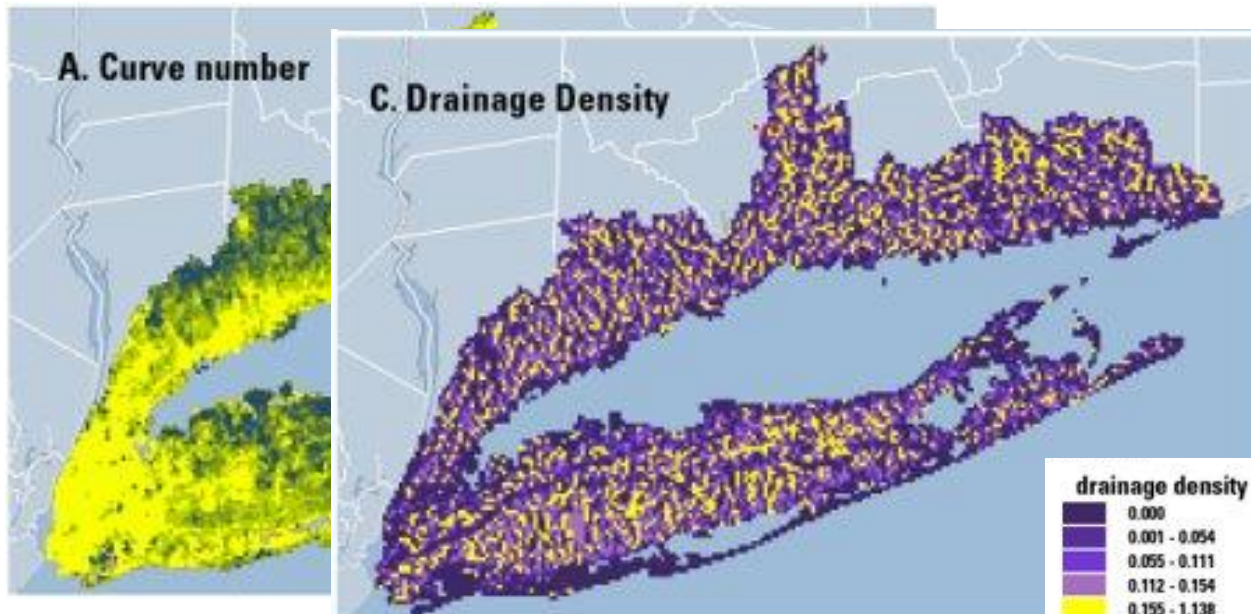 A. Curve number
C. Drainage Density
drainage density
0.000
0.001 - 0.054
0.055 - 0.111
0.112 - 0.154
0.155 - 1.138